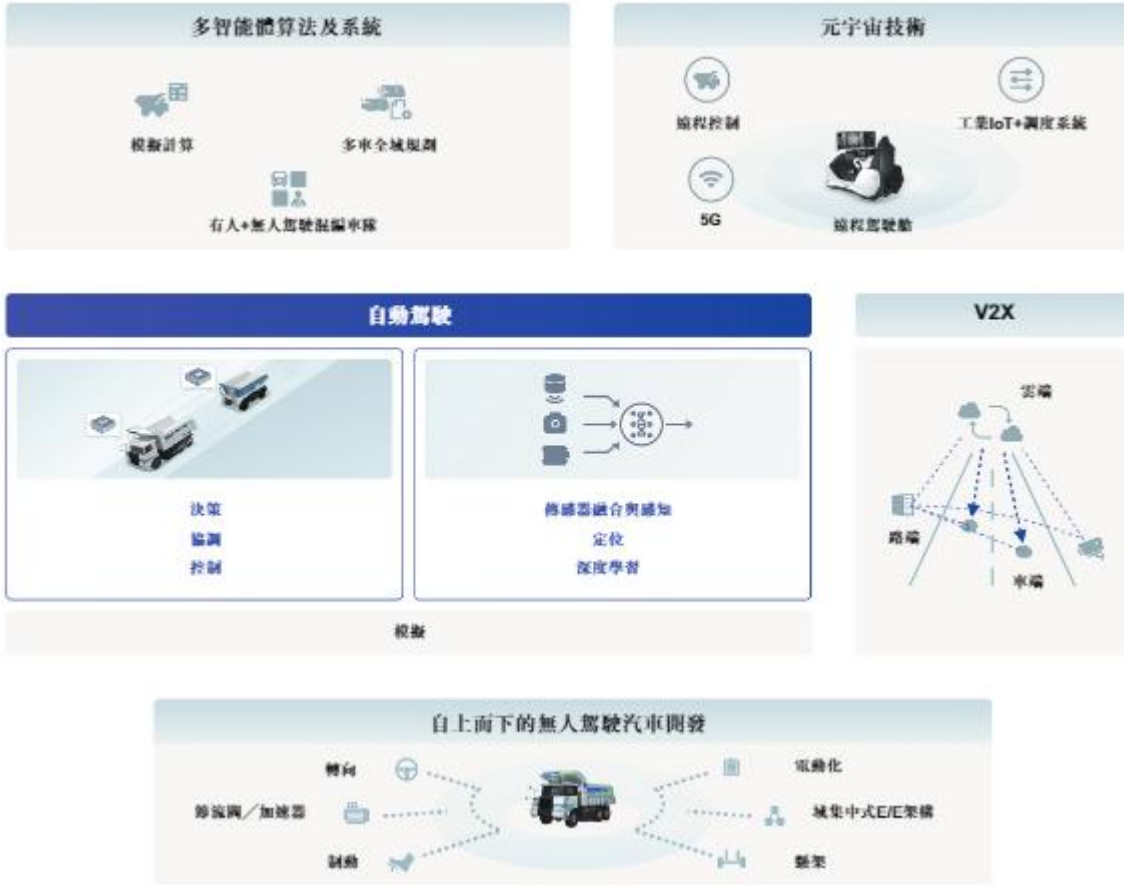 多智能體算法及系統
模擬計算
多車全域規劃
有人+無人駕駛混編車隊
元宇宙技術
遠程控制
工業IoT+調度系統
5G
遠程駕駛艙
自動駕駛
決策
協調
控制
傳感器融合與感知
定位
深度學習
模擬
V2X
雲端
路端
車端
自上而下的無人駕駛汽車開發
轉向
節流閥／加速器
制動
電動化
域集中式E/E架構
懸架